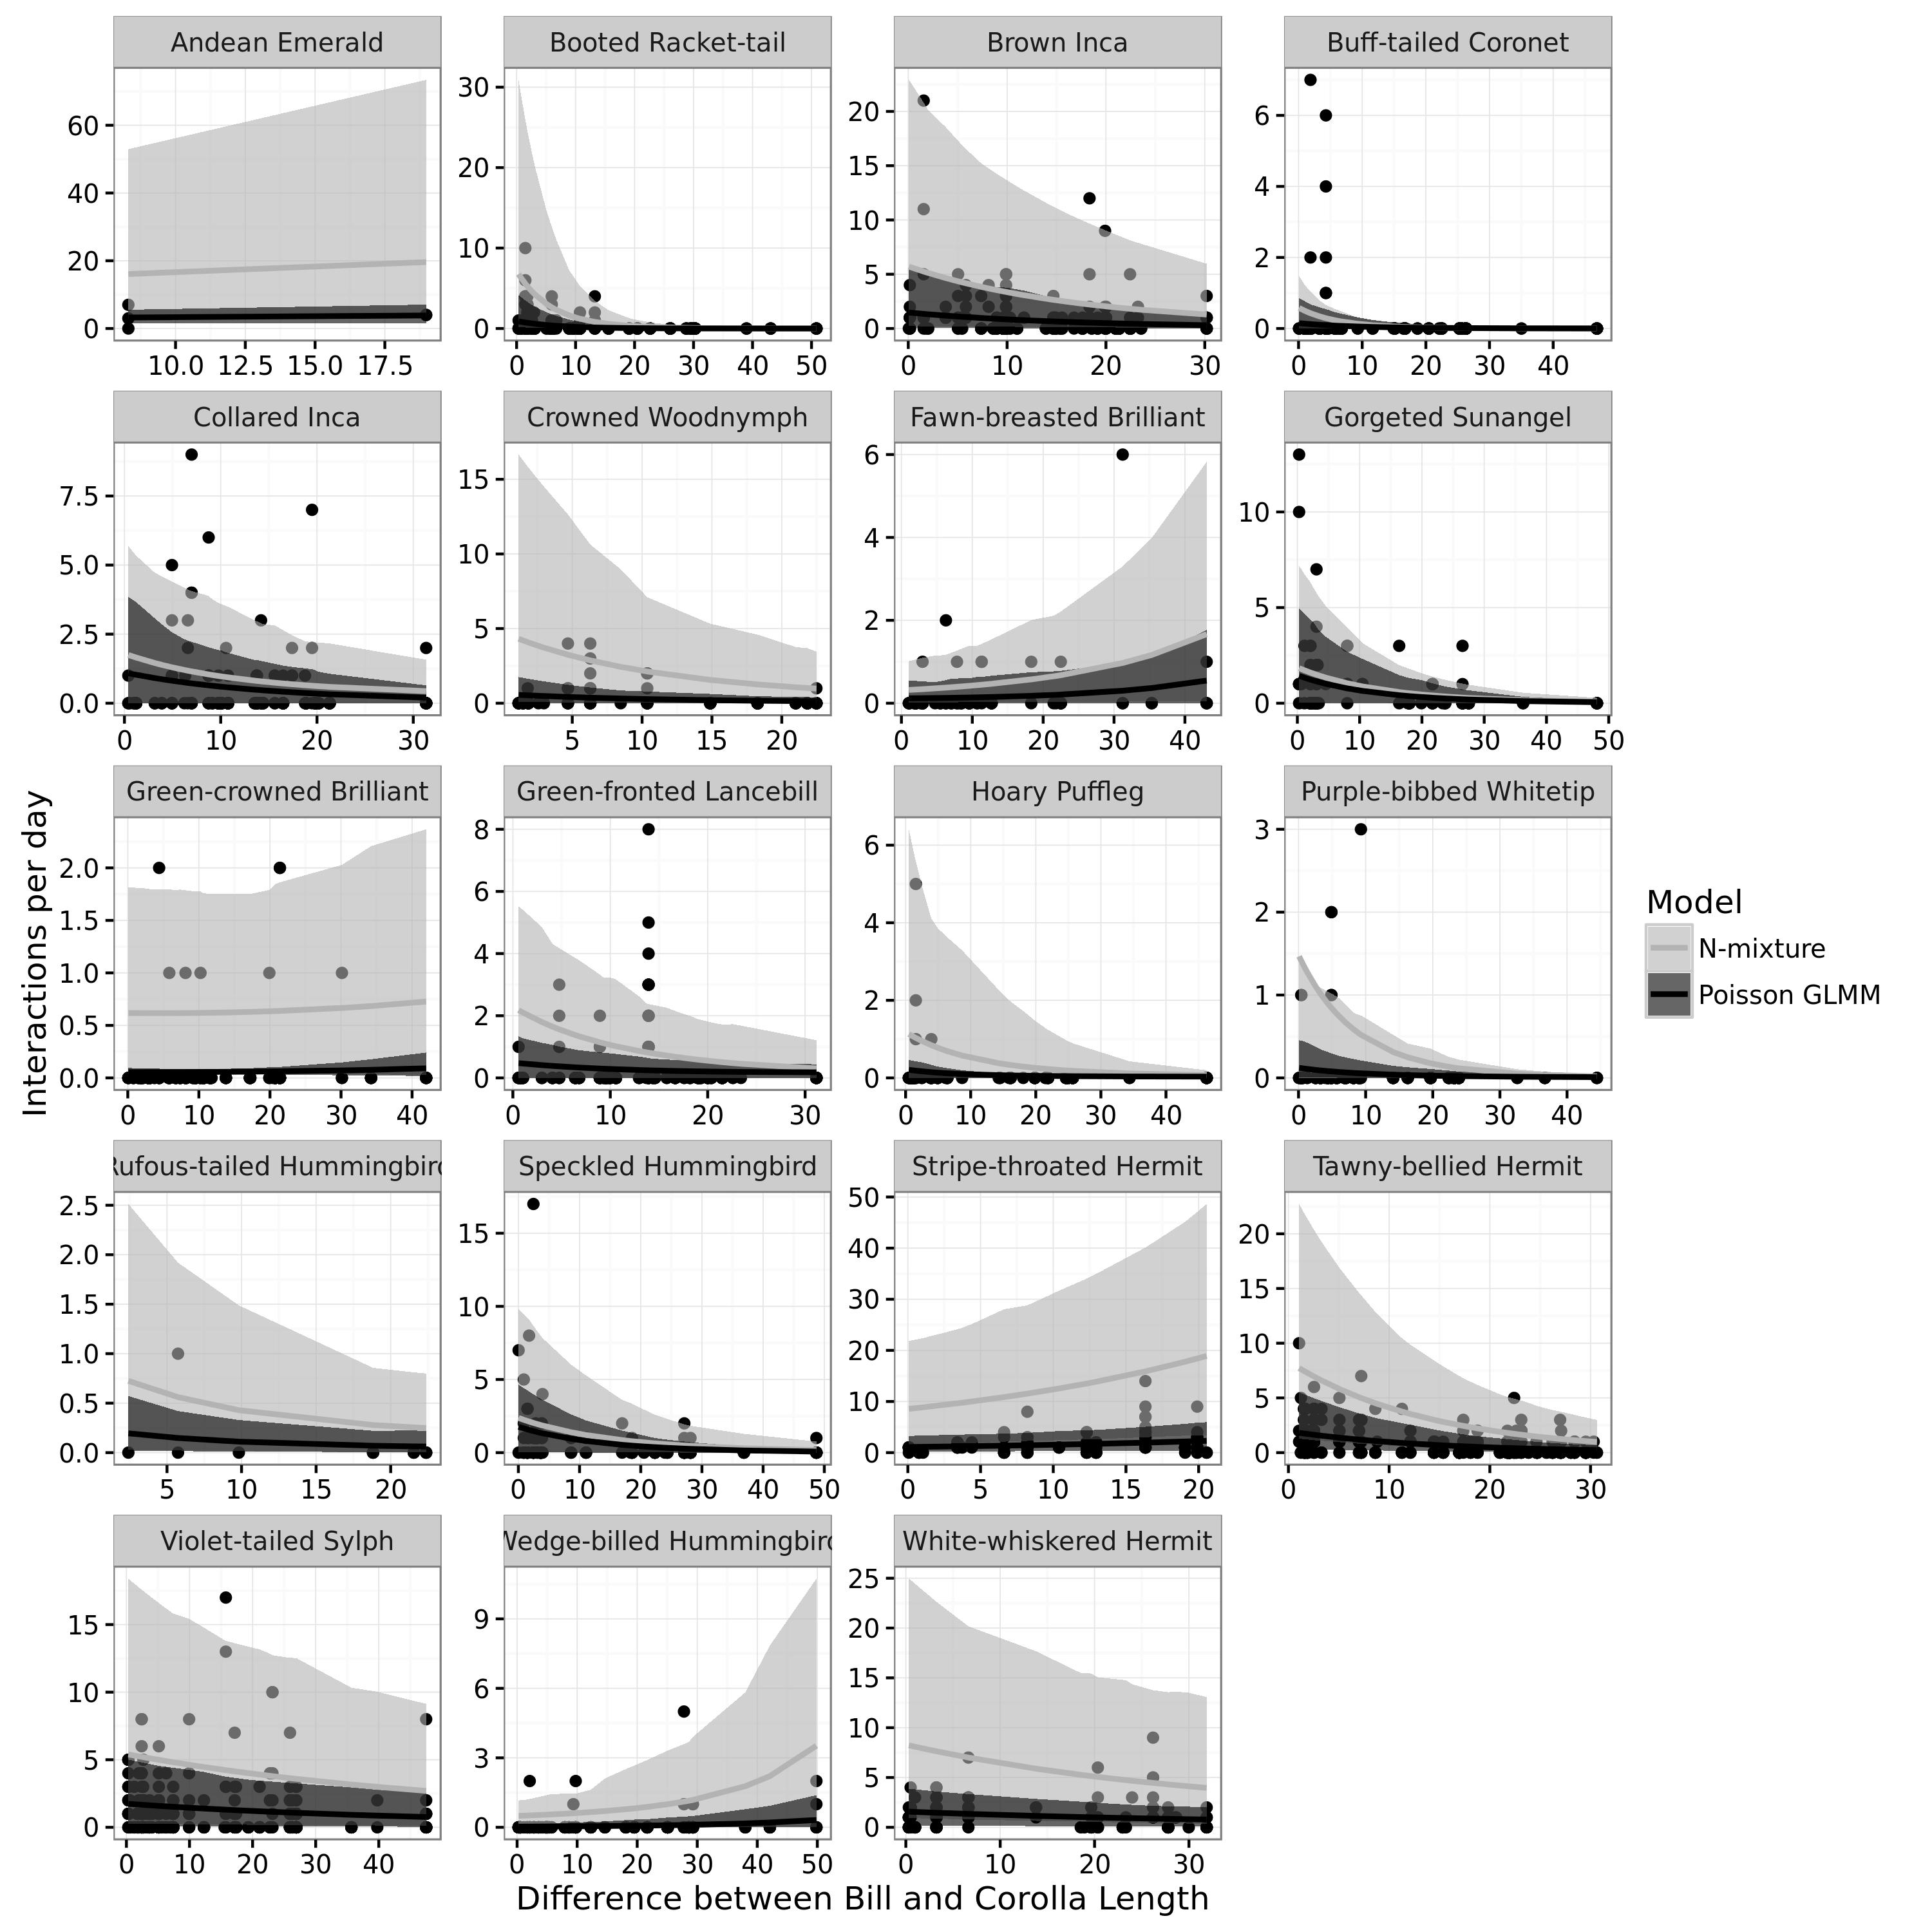 Andean Emerald
60
40
20
0
10.0 12.5 15.0 17.5
Booted Racket-tail
30
20
10
0
0 10 20 30 40 50
Brown Inca
20
15
10
5
0
0 10 20 30
Buff-tailed Coronet
6
4
2
0
0 10 20 30 40
Collared Inca
7.5
5.0
2.5
0.0
0 10 20 30
Crowned Woodnymph
15
10
5
0
5 10 15 20
Fawn-breasted Brilliant
6
4
2
0
0 10 20 30 40
Gorgeted Sunangel
10
5
0
0 10 20 30 40 50
Green-crowned Brilliant
2.0
1.5
1.0
0.5
0.0
0 10 20 30 40
Green-fronted Lancebill
8
6
4
2
0
0 10 20 30
Hoary Puffleg
6
4
2
0
0 10 20 30 40
Purple-bibbed Whitetip
3
2
1
0
0 10 20 30 40
Rufous-tailed Hummingbird
2.5
2.0
1.5
1.0
0.5
0.0
5 10 15 20
Speckled Hummingbird
15
10
5
0
0 10 20 30 40 50
Stripe-throated Hermit
50
40
30
20
10
0
0 5 10 15 20
Tawny-bellied Hermit
20
15
10
5
0
0 10 20 30
Violet-tailed Sylph
15
10
5
0
0 10 20 30 40
Wedge-billed Hummingbird
9
6
3
0
0 10 20 30 40 50
White-whiskered Hermit
25
20
15
10
5
0
0 10 20 30
Interactions per day
Difference between Bill and Corolla Length
Model
N-mixture
Poisson GLMM